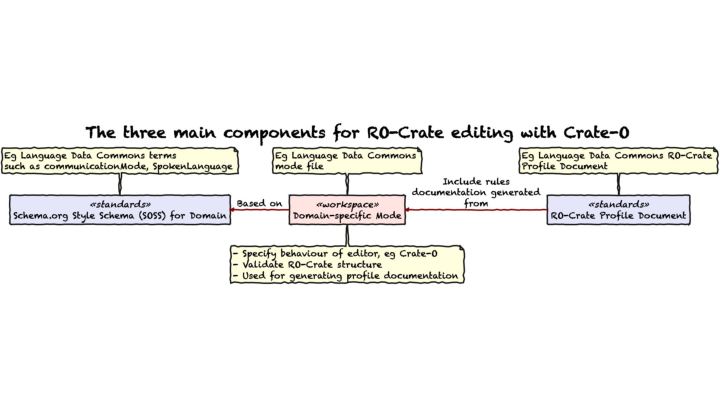 The three main components for RO-Crate editing with Crate-O
Eg Language Data Commons terms
such as communicationMode, SpokenLanguage
Eg Language Data Commons
mode file
Eg Language Data Commons RO-Crate
Profile Document
«standards»
Schema.org Style Schema (SOSS) for Domain
Based on
«workspace»
Domain-specific Mode
Include rules
documentation generated
from
«standards»
RO-Crate Profile Document
- Specify behaviour of editor, eg Crate-O
- Validate RO-Crate structure
- Used for generating profile documentation